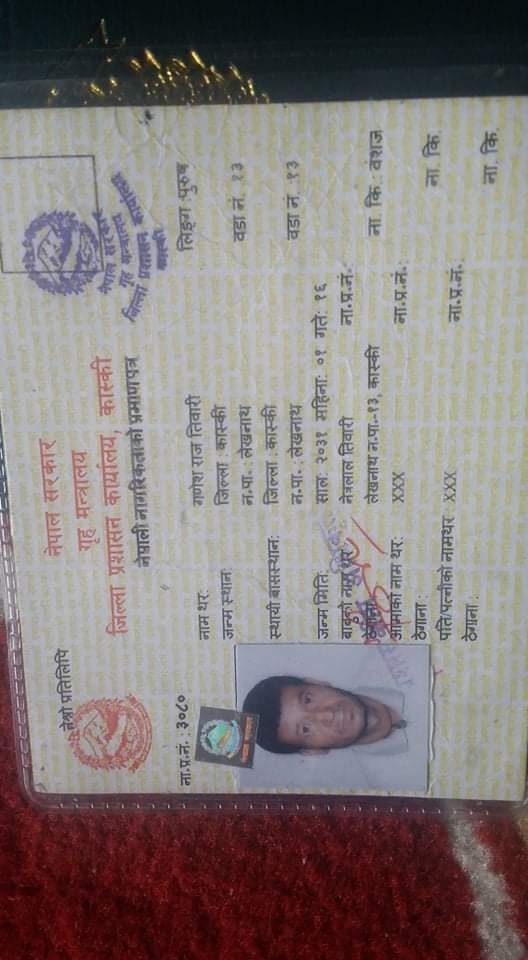 तेस्रो प्रतिलिपि
नेपाल सरकार
गृह मन्त्रालय
जिल्ला प्रशासन कार्यालय, कास्की
नेपाली नागरिकताको प्रमाणपत्र
नेपाल सरकार
गृह मन्त्रालय
जिल्ला प्रशासन कार्यालय
कास्की
ना.प्र.नं. : ३०८०
नाम थर: गणेश राज तिवारी लिङ्ग :पुरुष
जन्म स्थान: जिल्ला : कास्की
न.पा. : लेखनाथ वडा नं. :१३
स्थायी बासस्थान: जिल्ला : कास्की
न.पा. : लेखनाथ वडा नं. :१३
जन्म मिति: साल: २०३१ महिना: ०१ गते: १६
बाबुको नाम थर: नेत्रलाल तिवारी ना.प्र.नं.
ठेगाना: लेखनाथ न.पा.-१३, कास्की ना. कि.: वंशज
आमाको नाम थर: XXX ना.प्र.नं.:
ठेगाना : ना. कि.
पति/पत्नीको नामथर : XXX ना.प्र.नं.:
ठेगाना : ना. कि.